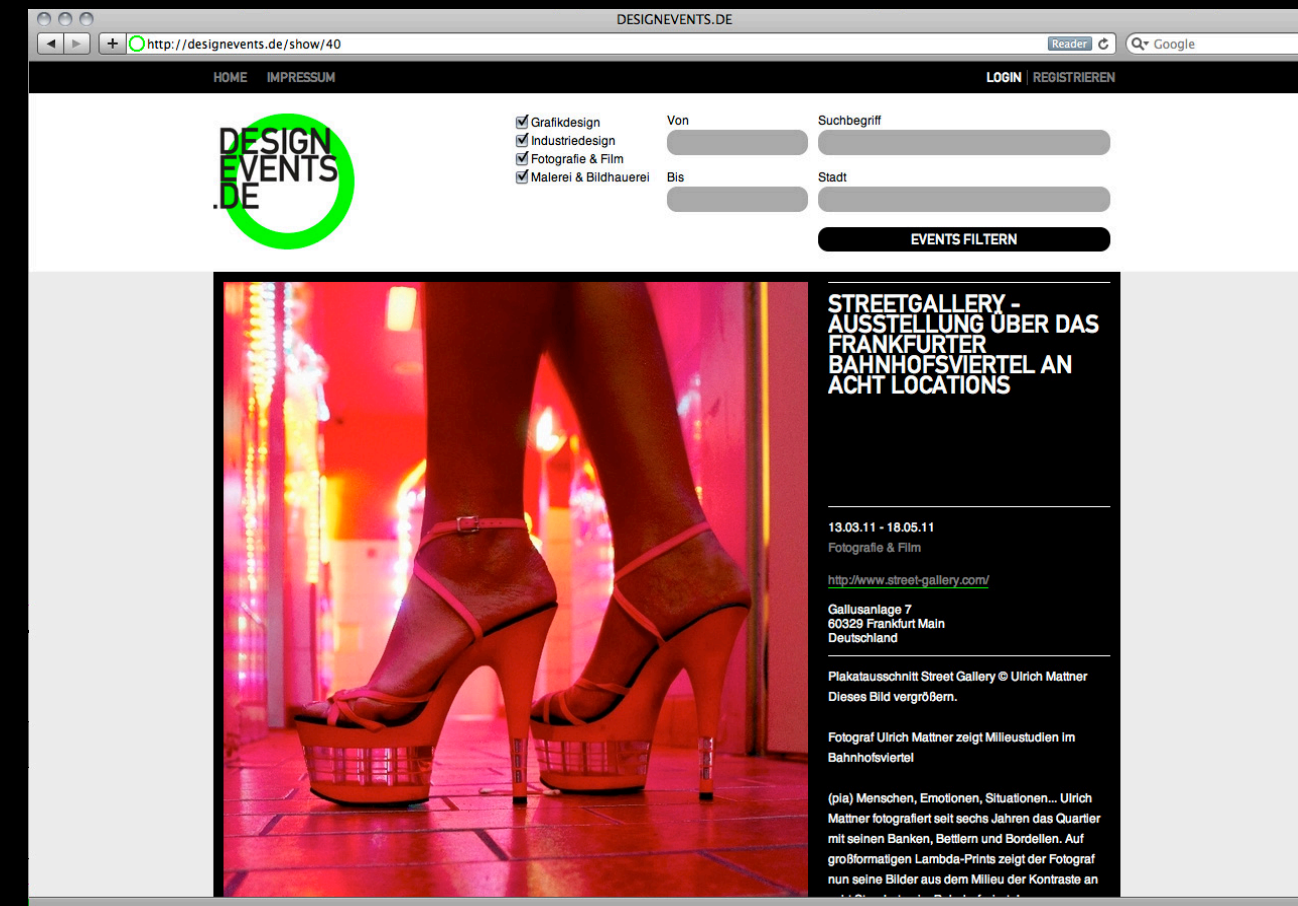 DESIGNEVENTS.DE
http://designevents.de/show/40
Reader
Google
HOME IMPRESSUM
LOGIN | REGISTRIEREN
DESIGN
EVENTS
.DE
Grafikdesign
Industriedesign
Fotografie & Film
Malerei & Bildhauerei
Von
Bis
Suchbegriff
Stadt
EVENTS FILTERN
STREETGALLERY -
AUSSTELLUNG ÜBER DAS
FRANKFURTER
BAHNHOFSVIERTEL AN
ACHT LOCATIONS
13.03.11 - 18.05.11
Fotografie & Film
http://www.street-gallery.com/
Gallusanlage 7
60329 Frankfurt Main
Deutschland
Plakatausschnitt Street Gallery © Ulrich Mattner
Dieses Bild vergrößern.
Fotograf Ulrich Mattner zeigt Milieustudien im
Bahnhofsviertel
(pia) Menschen, Emotionen, Situationen... Ulrich
Mattner fotografiert seit sechs Jahren das Quartier
mit seinen Banken, Bettlern und Bordellen. Auf
großformatigen Lambda-Prints zeigt der Fotograf
nun seine Bilder aus dem Milieu der Kontraste an